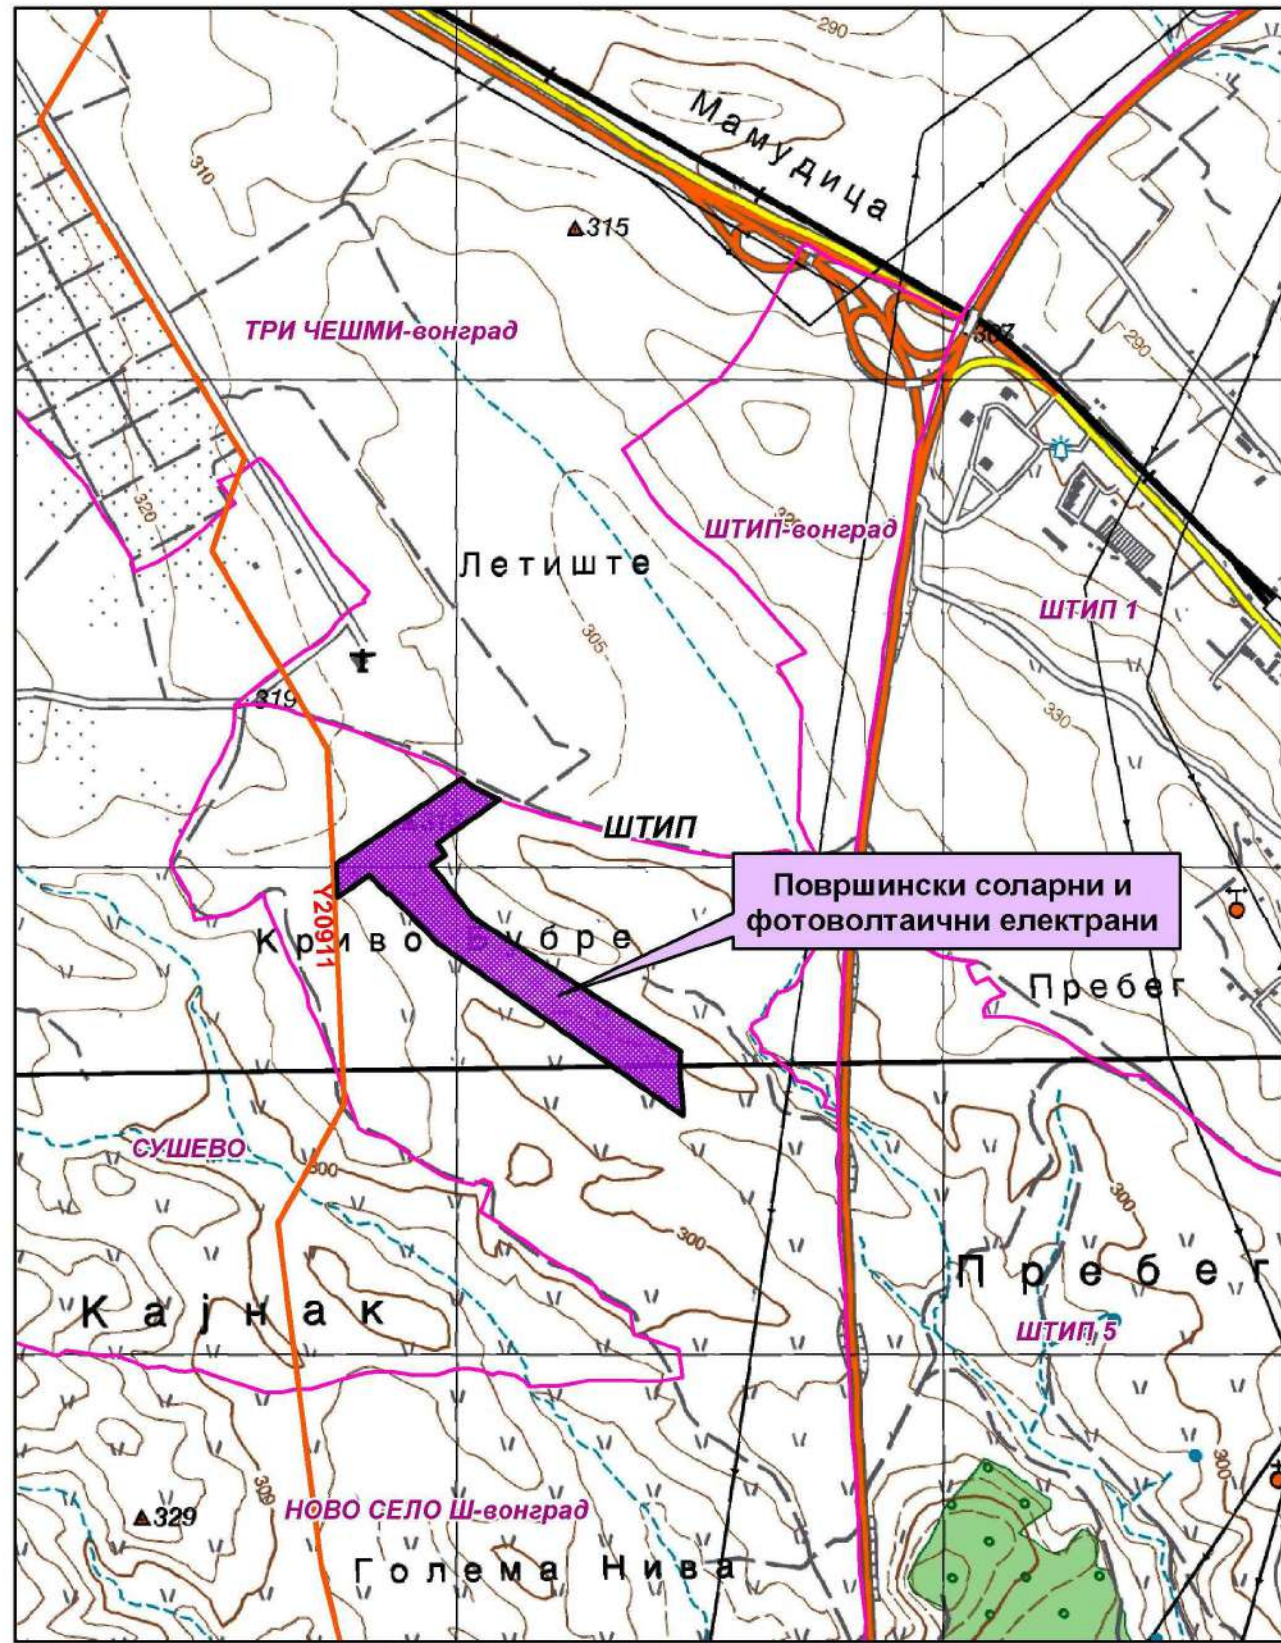 290
Мамудица
310
315
ТРИ ЧЕШМИ-вонград
307
290
320
ШТИП-вонград
Летиште
ШТИП 1
305
319
330
ШТИП
Површински соларни и
фотоволтаични електрани
Y20911
Криво Бубре
Пребег
СУШЕВО
300
300
300
Пребег
Кајнак
ШТИП 5
300
309
329
НОВО СЕЛО Ш-вонград
Голема Нива